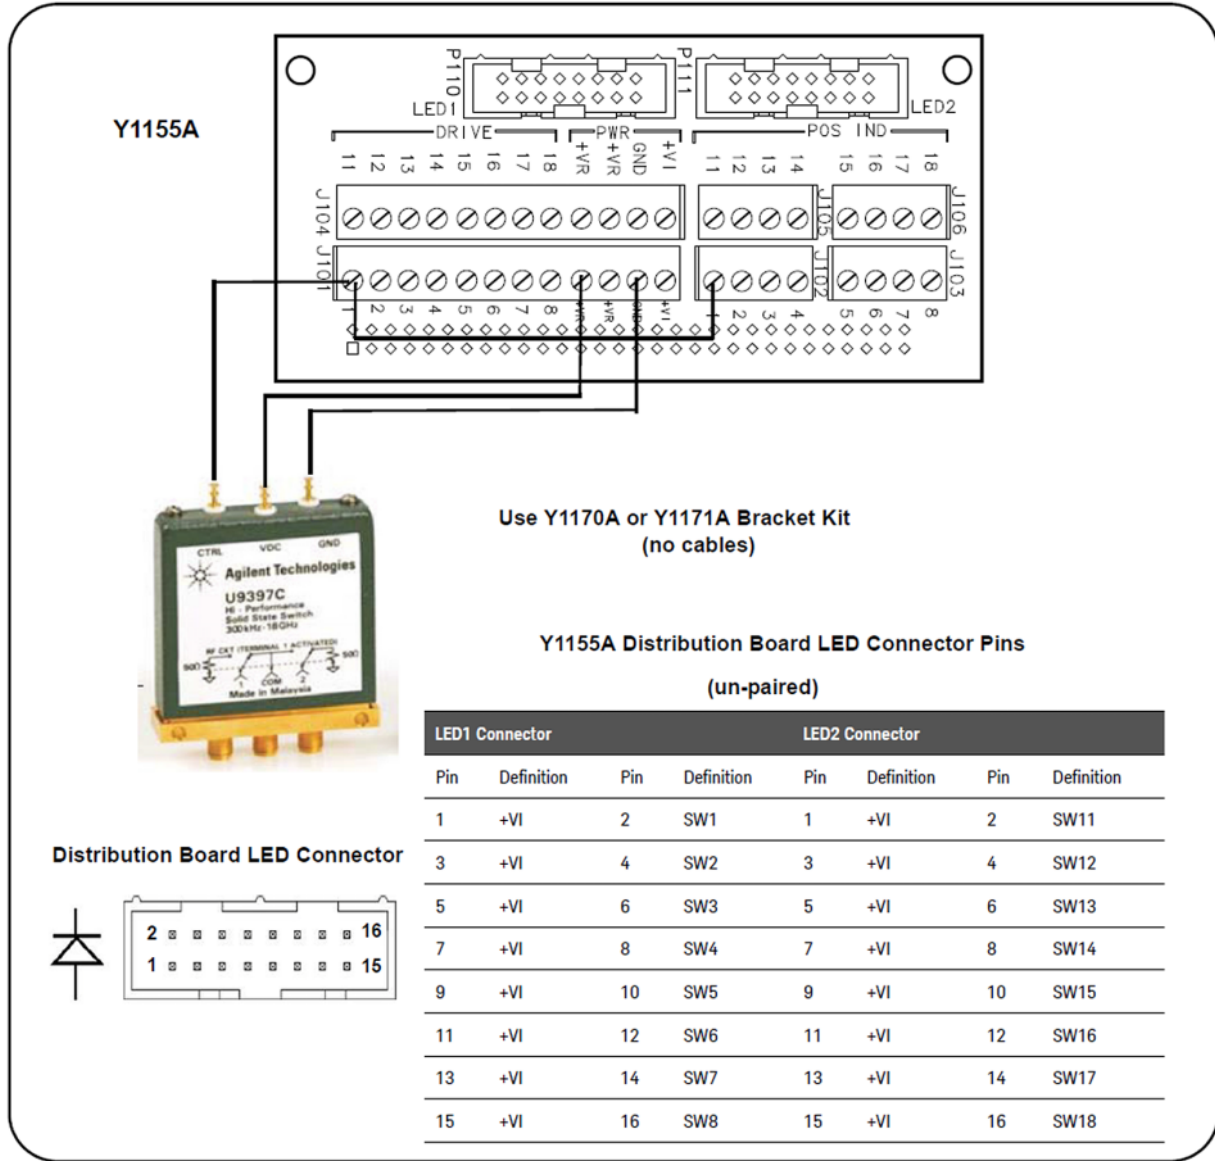 Y1155A
P110
P111
LED1
LED2
DRIVE
PWR
POS IND
11 12 13 14 15 16 17 18 +VR +VR GND +VI
11 12 13 14 15 16 17 18
J104
J105
J106
J101
J102
J103
1 2 3 4 5 6 7 8 +VR +VR GND +VI
1 2 3 4 5 6 7 8
CTRL VDC GND
Agilent Technologies
U9397C
Hi - Performance
Solid State Switch
300kHz-18GHz
RF CKT (TERMINAL 1 ACTIVATED)
50Ω 50Ω
1 COM 2
Made in Malaysia
Use Y1170A or Y1171A Bracket Kit
(no cables)
Y1155A Distribution Board LED Connector Pins
(un-paired)
LED1 Connector LED2 Connector
Pin Definition Pin Definition Pin Definition Pin Definition
1 +VI 2 SW1 1 +VI 2 SW11
3 +VI 4 SW2 3 +VI 4 SW12
5 +VI 6 SW3 5 +VI 6 SW13
7 +VI 8 SW4 7 +VI 8 SW14
9 +VI 10 SW5 9 +VI 10 SW15
11 +VI 12 SW6 11 +VI 12 SW16
13 +VI 14 SW7 13 +VI 14 SW17
15 +VI 16 SW8 15 +VI 16 SW18
Distribution Board LED Connector
2 16
1 15